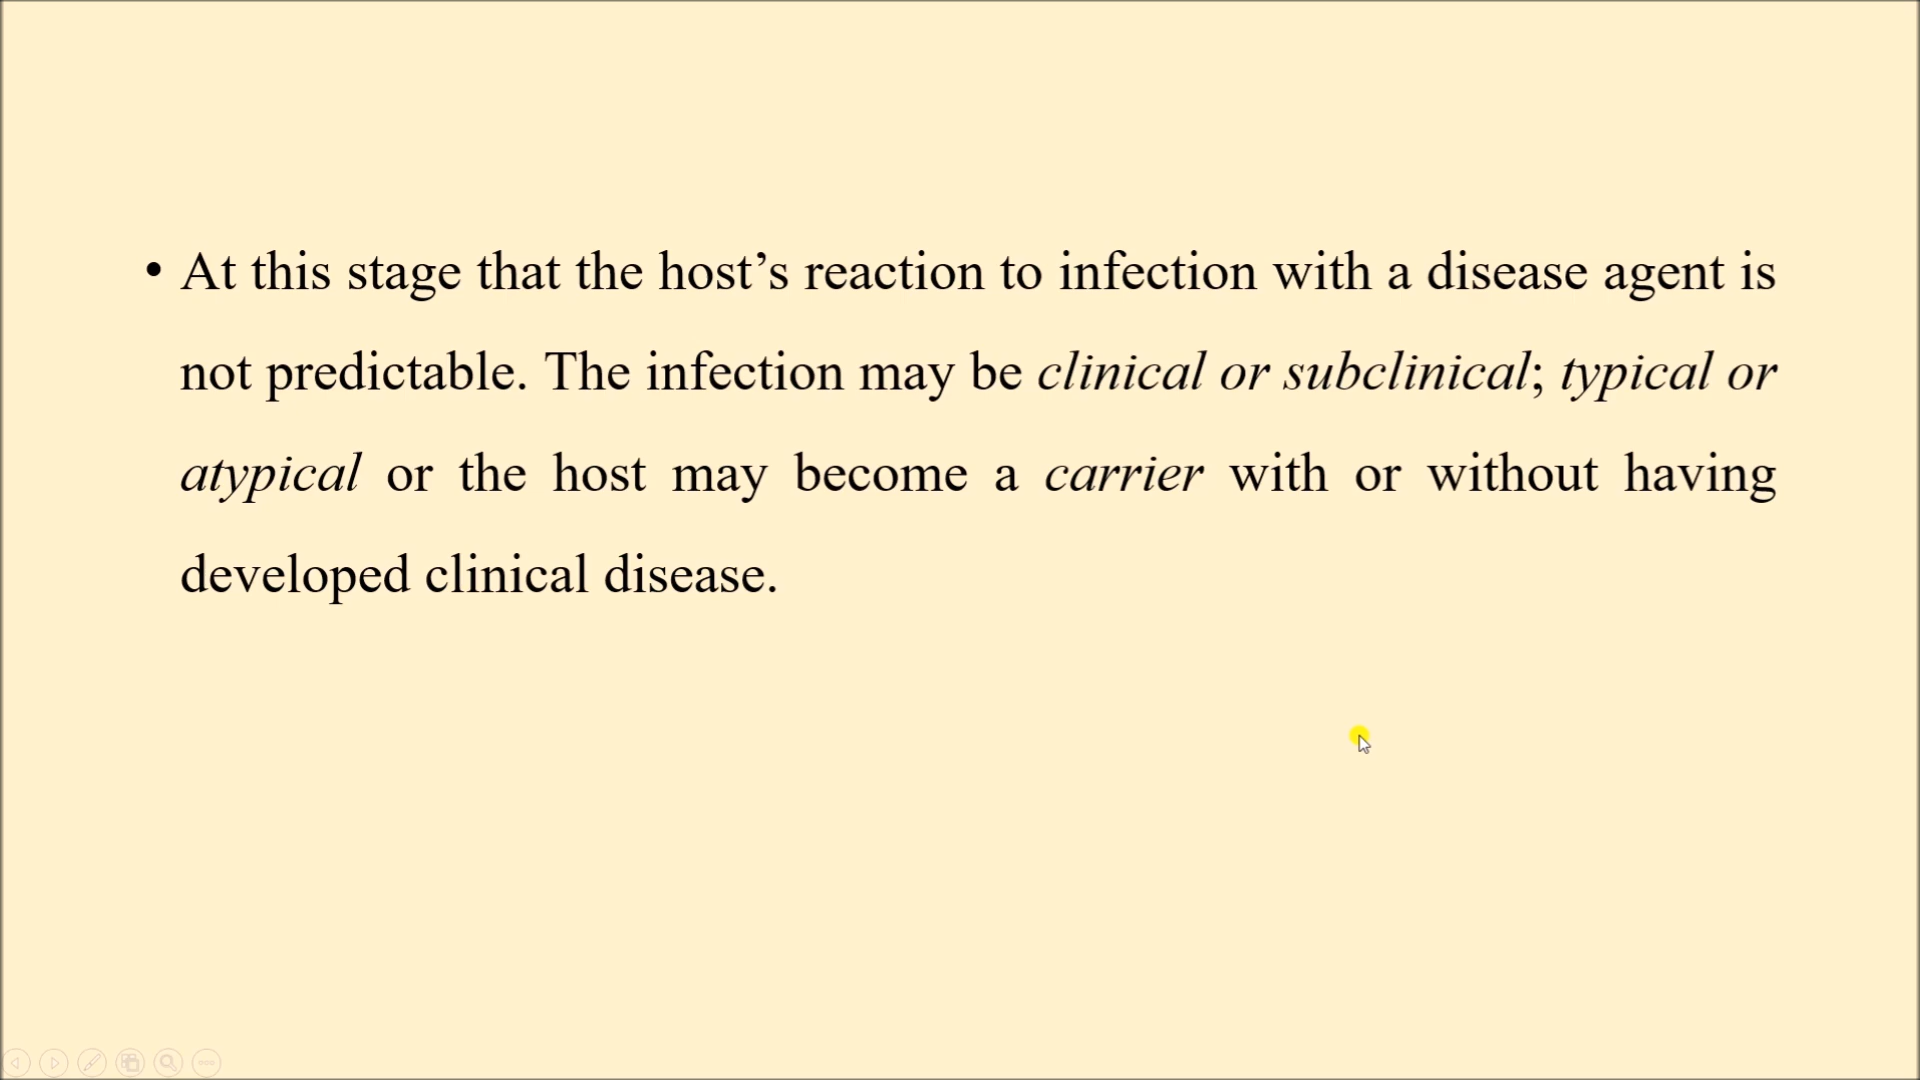 • At this stage that the host’s reaction to infection with a disease agent is
not predictable. The infection may be clinical or subclinical; typical or
atypical or the host may become a carrier with or without having
developed clinical disease.